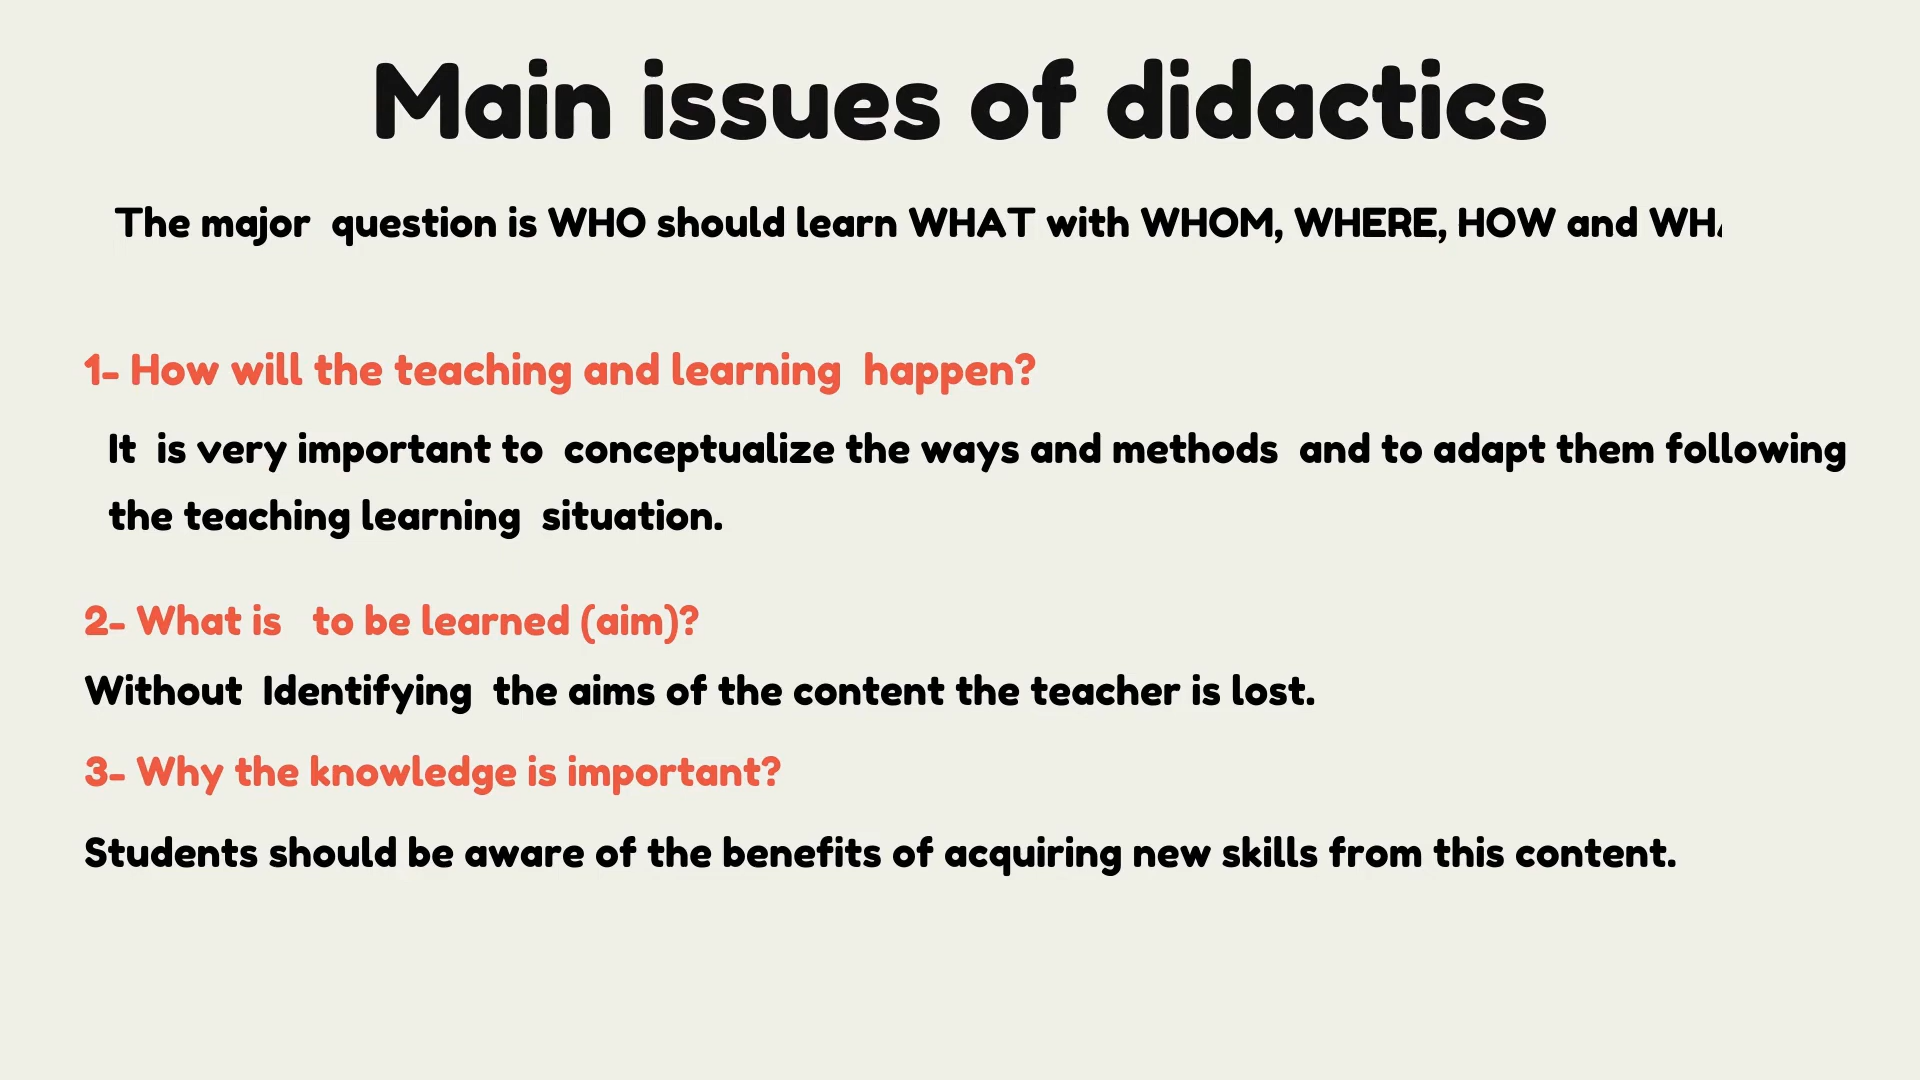 Main issues of didactics
The major question is WHO should learn WHAT with WHOM, WHERE, HOW and
1- How will the teaching and learning happen?
It is very important to conceptualize the ways and methods and to adapt them following
the teaching learning situation.
2- What is to be learned (aim)?
Without Identifying the aims of the content the teacher is lost.
3- Why the knowledge is important?
Students should be aware of the benefits of acquiring new skills from this content.